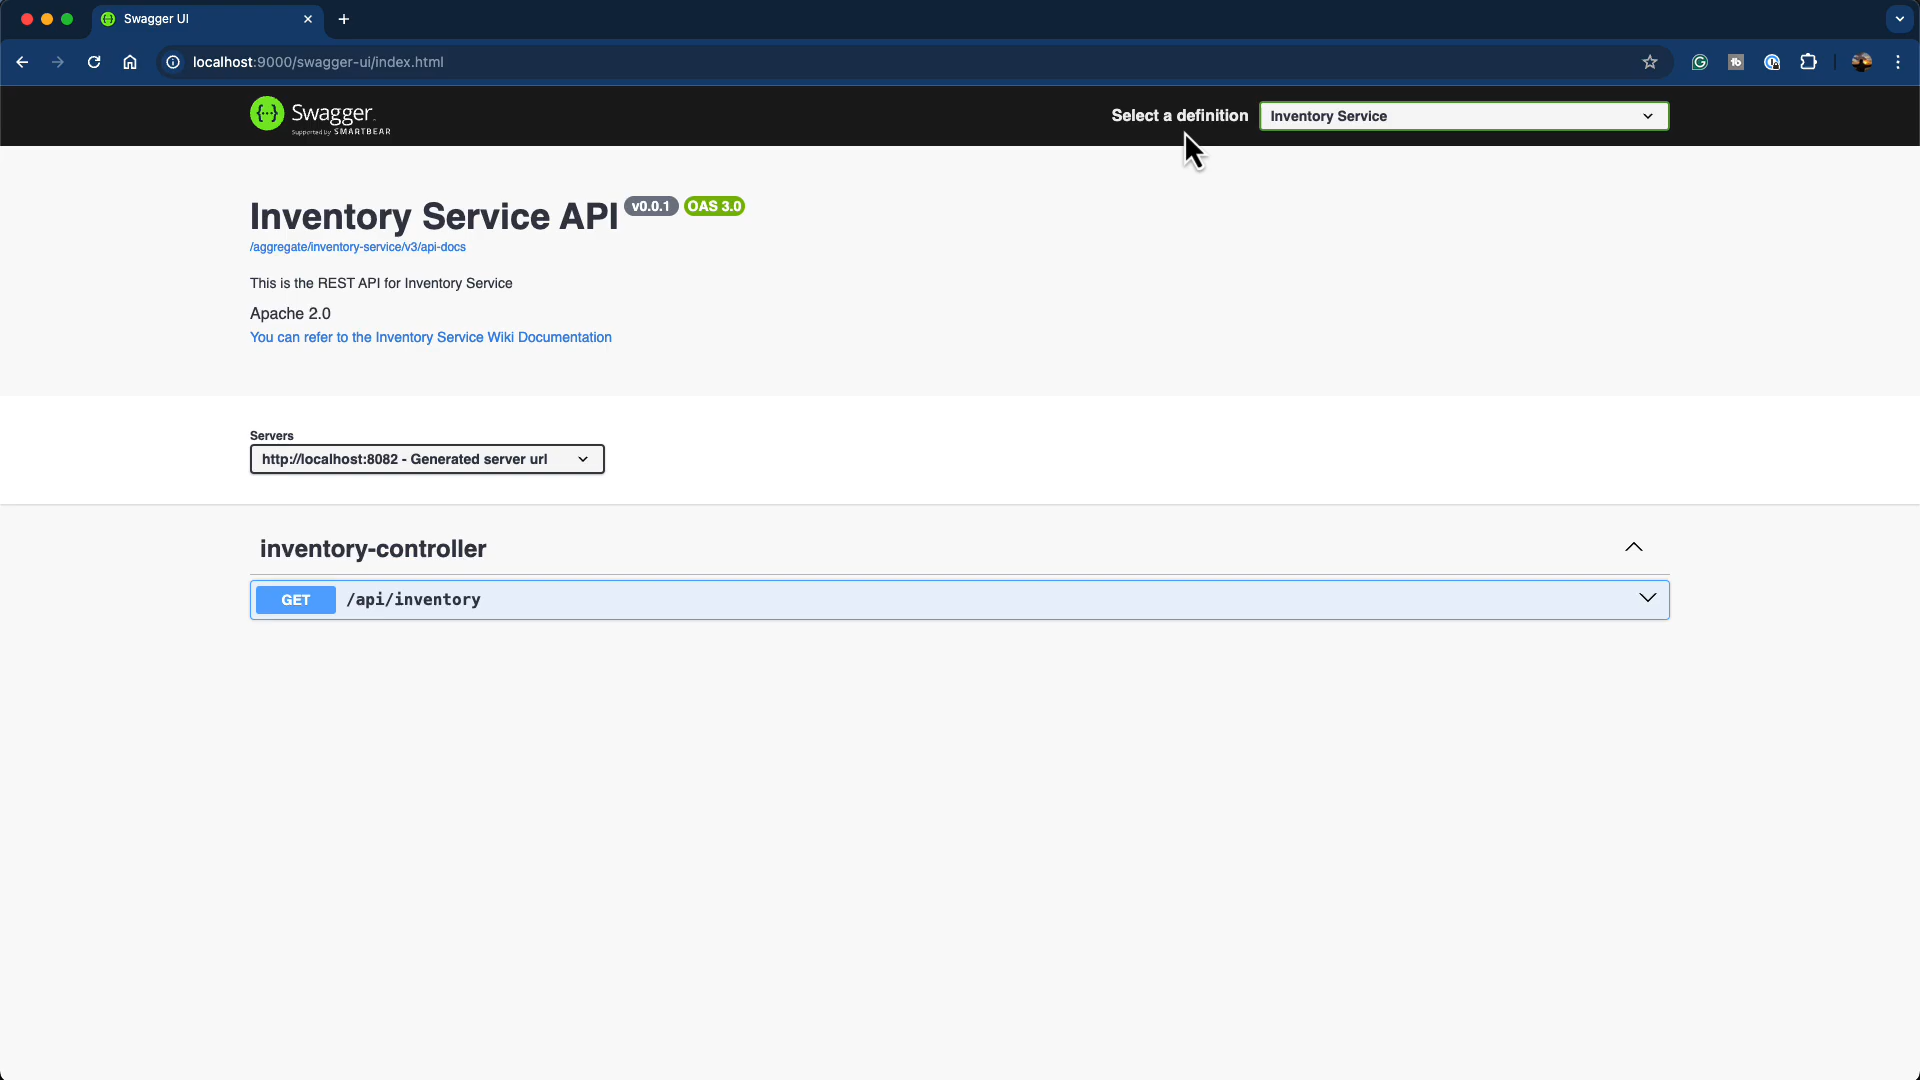 Swagger UI
localhost:9000/swagger-ui/index.html
Swagger
Supported by SMARTBEAR
Select a definition
Inventory Service
Inventory Service API v0.0.1 OAS 3.0
/aggregate/inventory-service/v3/api-docs
This is the REST API for Inventory Service
Apache 2.0
You can refer to the Inventory Service Wiki Documentation
Servers
http://localhost:8082 - Generated server url
inventory-controller
GET /api/inventory